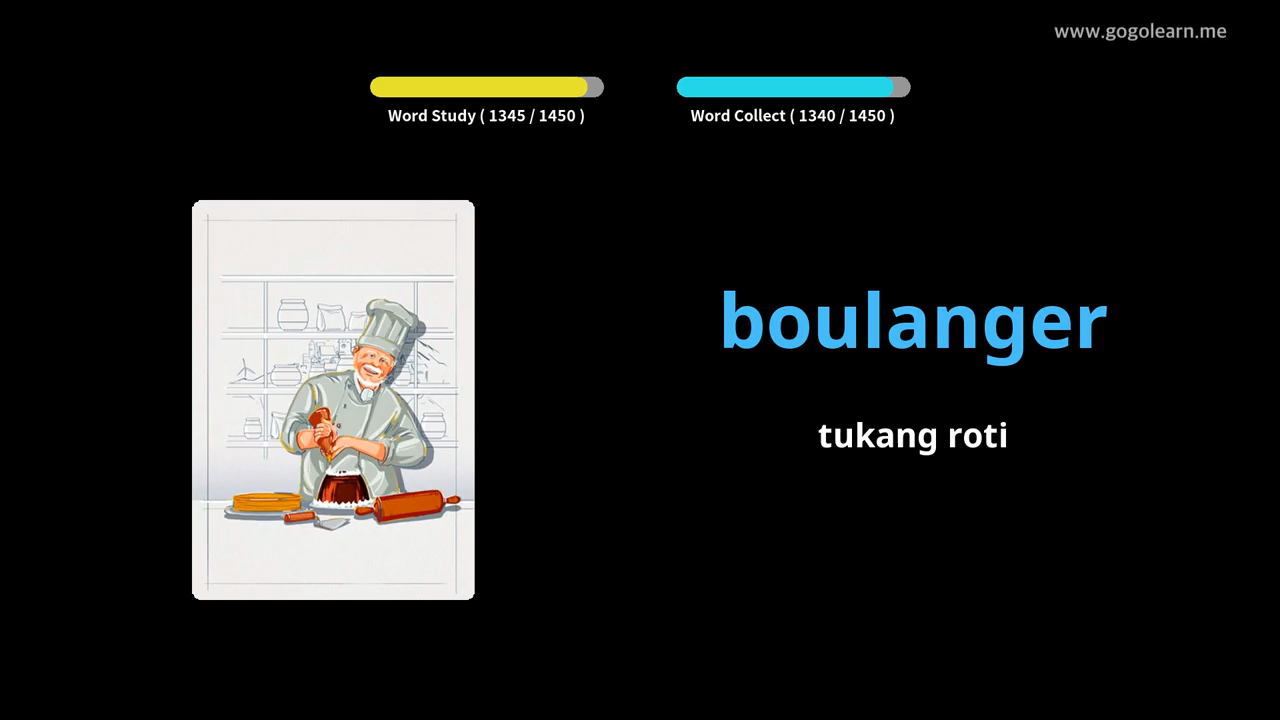 www.gogolearn.me
Word Study ( 1345 / 1450 )
Word Collect ( 1340 / 1450 )
boulanger
tukang roti